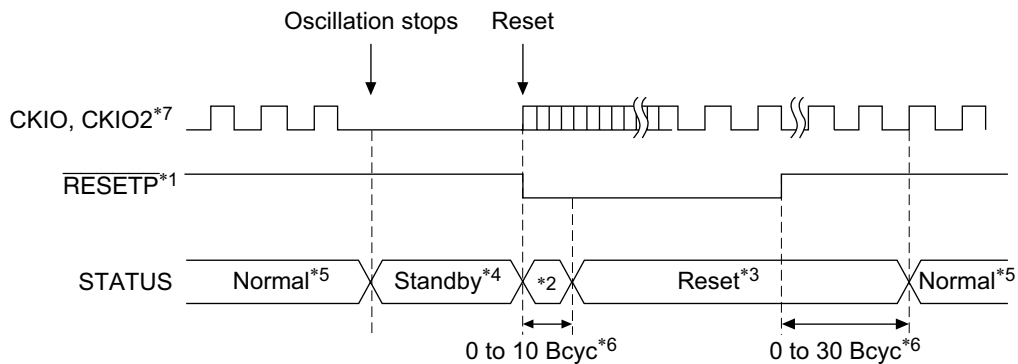 Oscillation stops Reset
CKIO, CKIO2*7
RESETP*1
STATUS Normal*5 Standby*4 *2 Reset*3 Normal*5
0 to 10 Bcyc*6 0 to 30 Bcyc*6